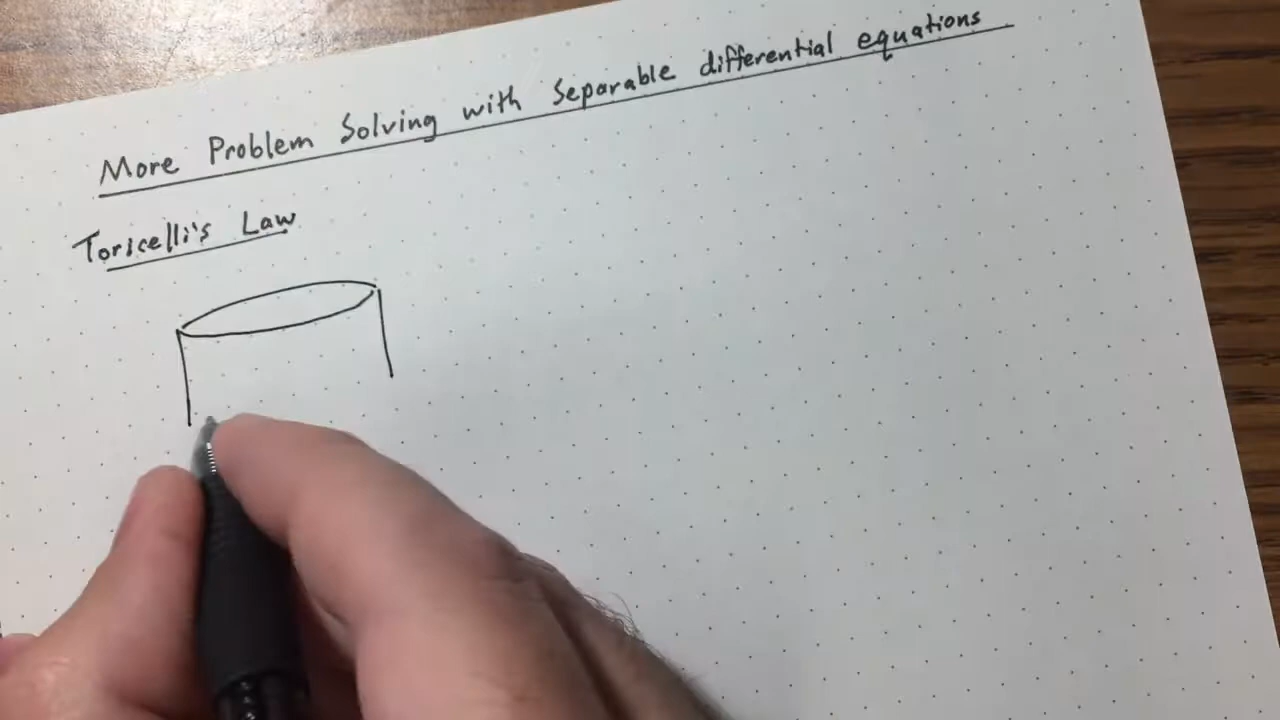 More Problem Solving with Separable differential equations
Toricelli's Law